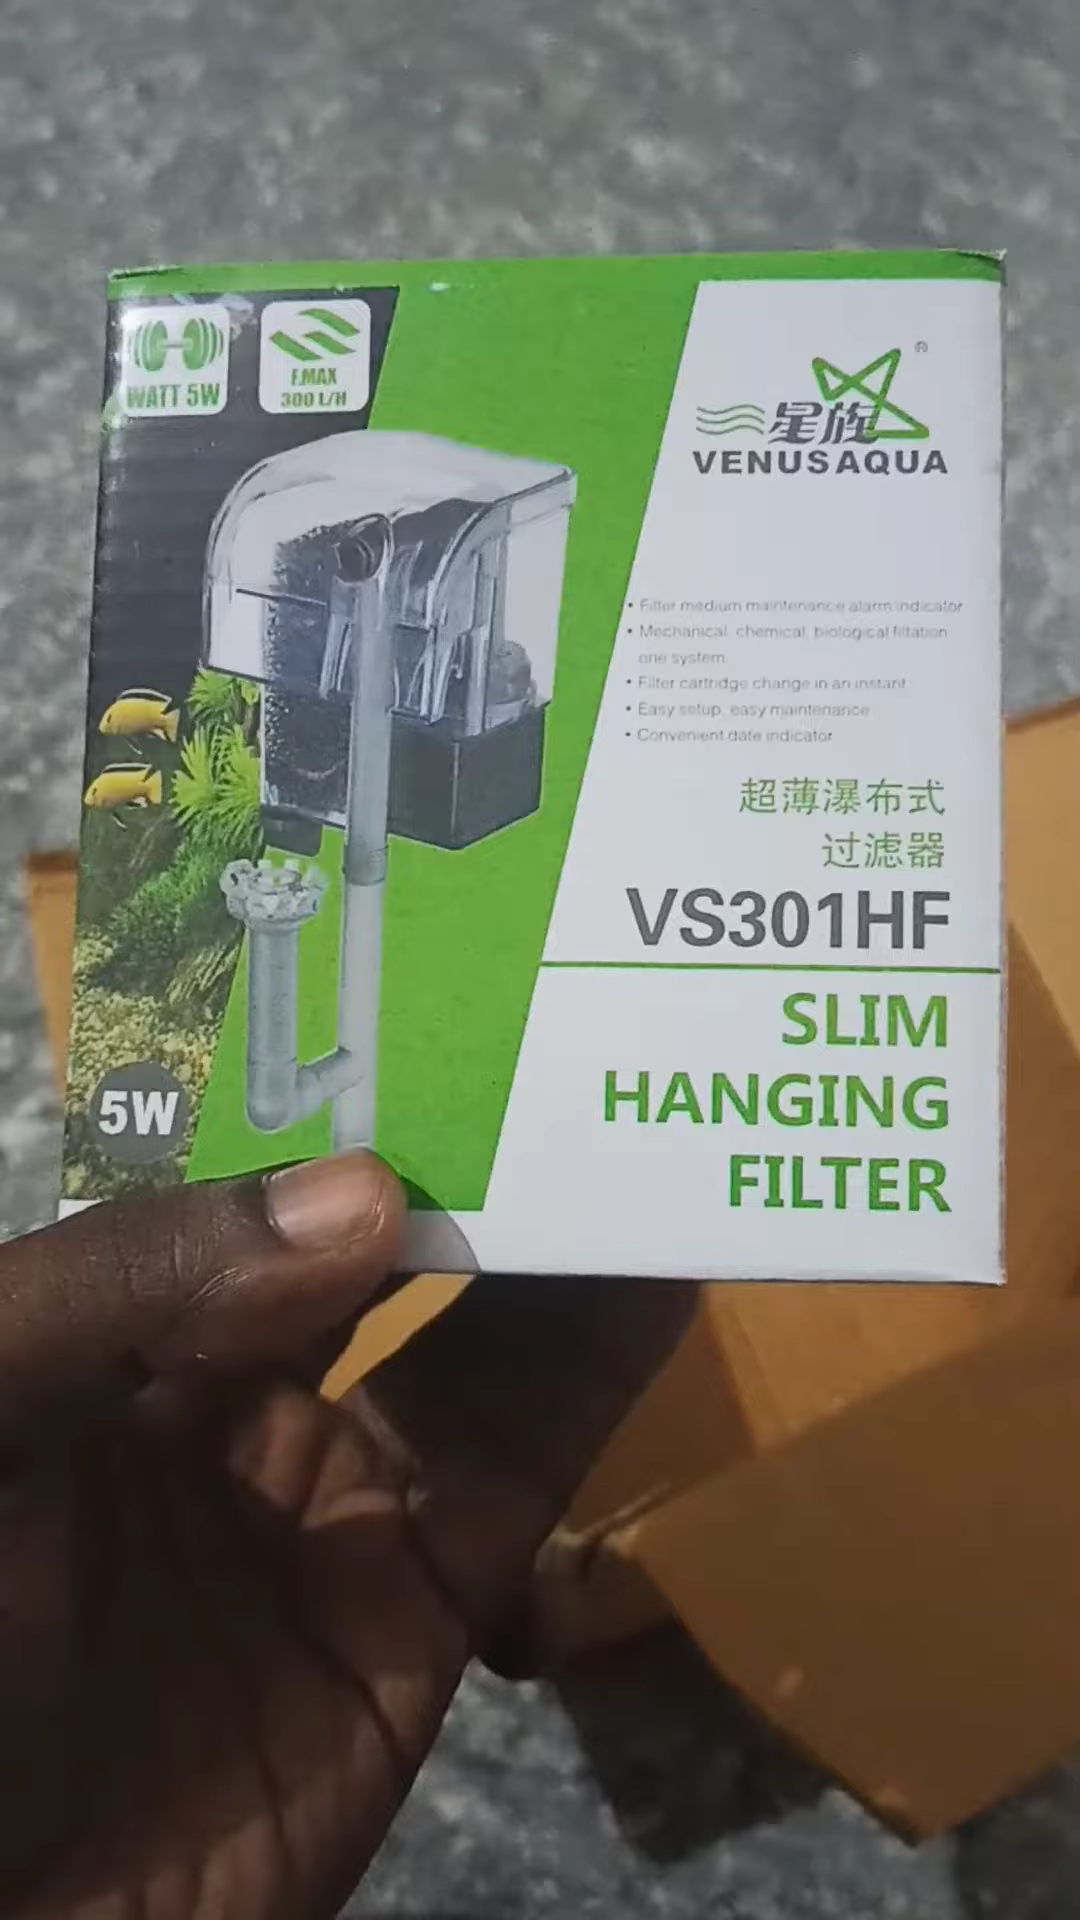 WATT 5W
F.MAX
300 L/H
®
星族
VENUSAQUA
• Filter medium maintenance alarm indicator
• Mechanical, chemical, biological filtation
one system
• Filter cartridge change in an instant
• Easy setup, easy maintenance
• Convenient date indicator
超薄瀑布式
过滤器
VS301HF
SLIM
HANGING
FILTER
5W